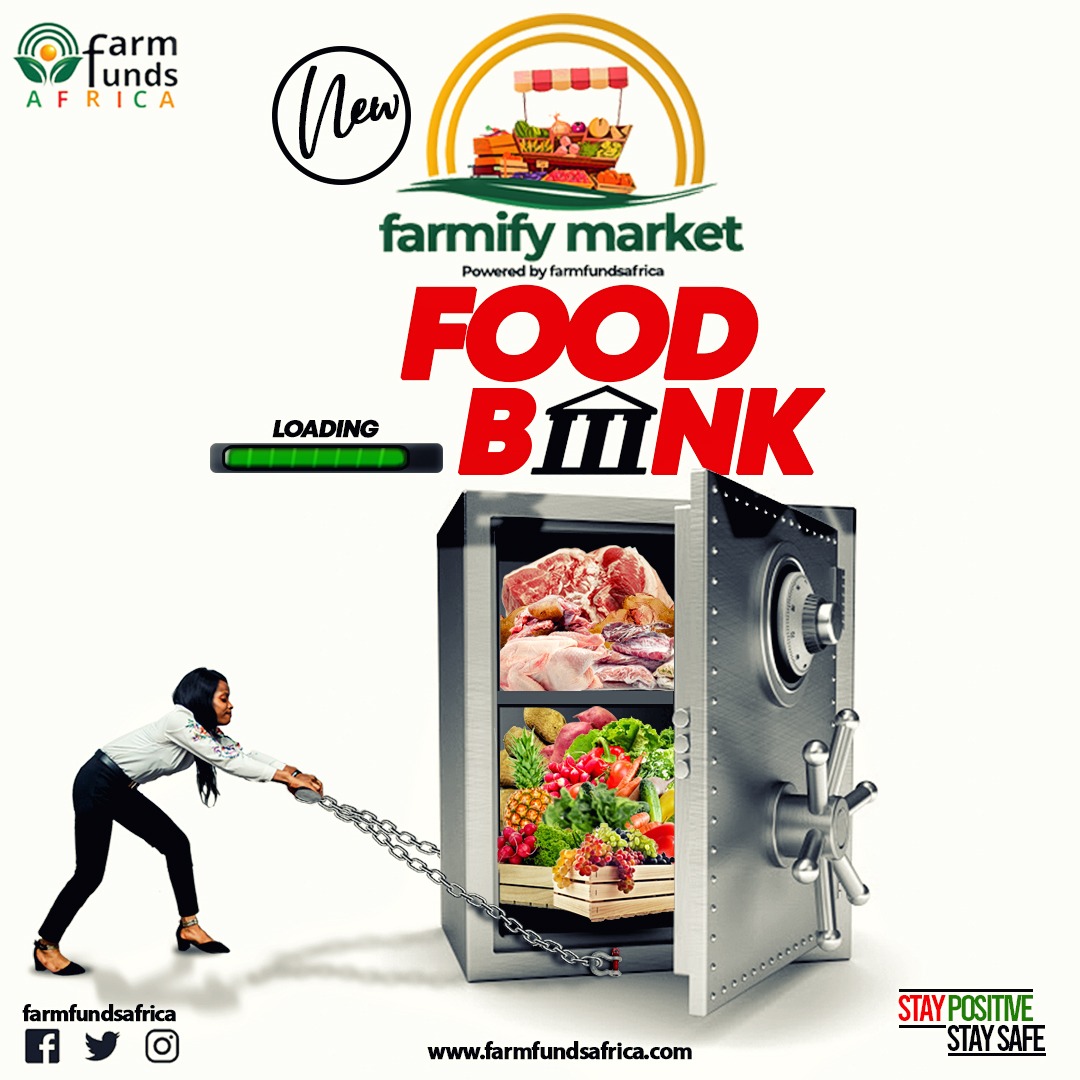 farm
funds
AFRICA
New
farmify market
Powered by farmfundsafrica
FOOD
BANK
LOADING
farmfundsafrica
www.farmfundsafrica.com
STAY POSITIVE
STAY SAFE